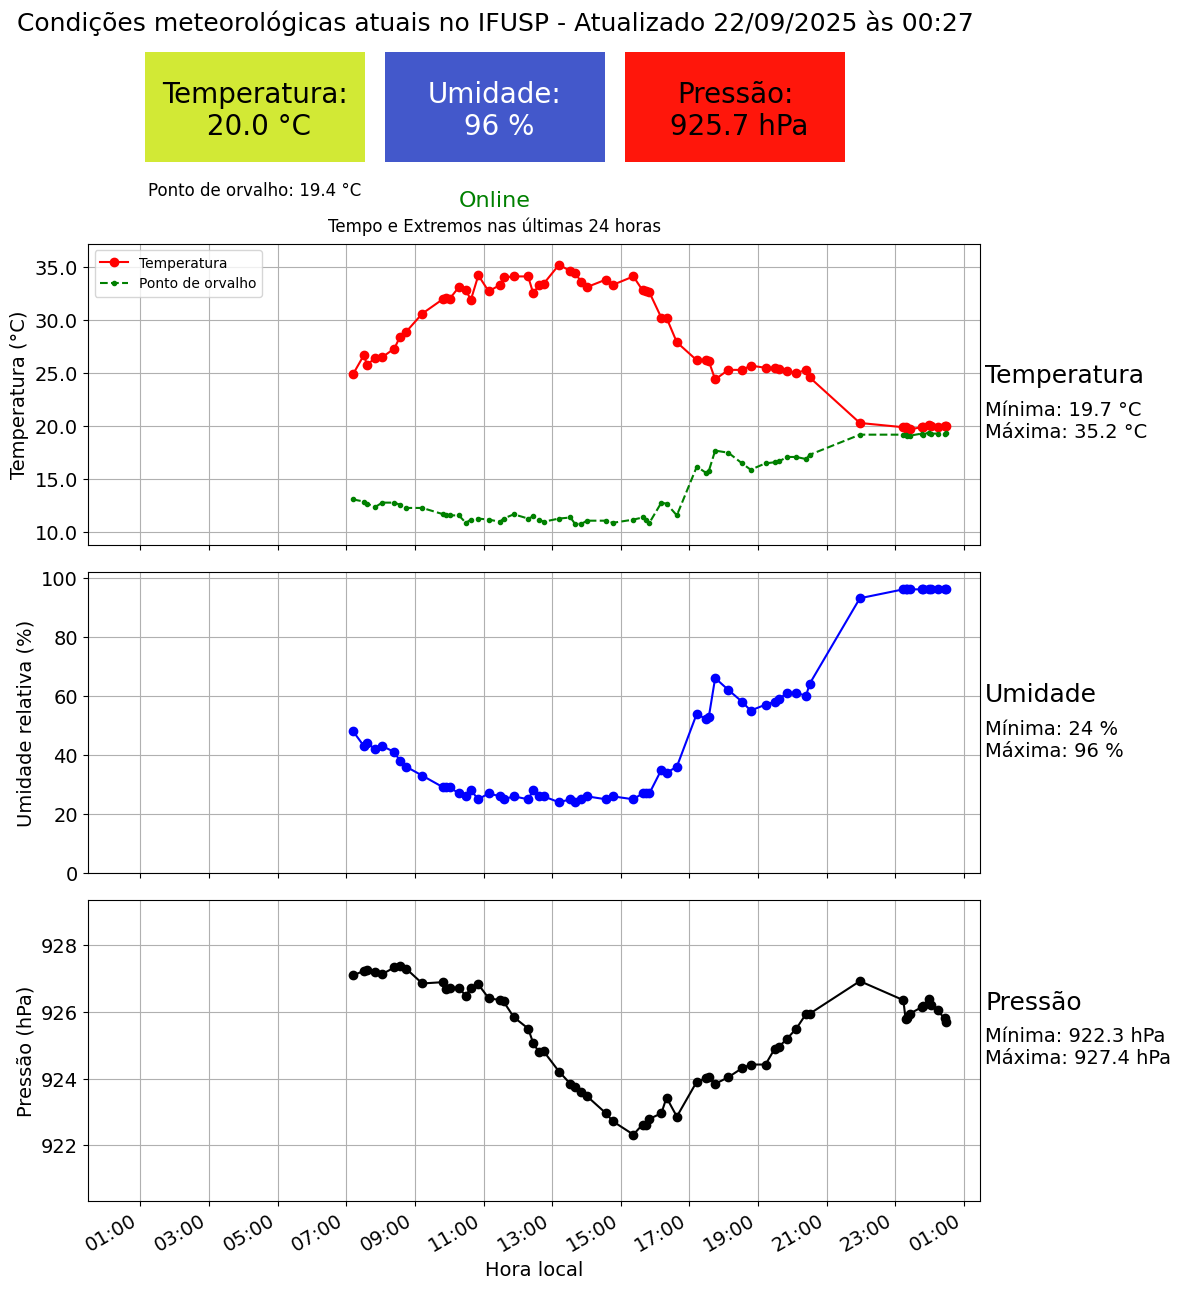 Condições meteorológicas atuais no IFUSP - Atualizado 22/09/2025 às 00:27
Temperatura:
20.0 °C
Umidade:
96 %
Pressão:
925.7 hPa
Ponto de orvalho: 19.4 °C
Online
Tempo e Extremos nas últimas 24 horas
Temperatura
Ponto de orvalho
Temperatura (°C)
35.0
30.0
25.0
20.0
15.0
10.0
Temperatura
Mínima: 19.7 °C
Máxima: 35.2 °C
Umidade relativa (%)
100
80
60
40
20
0
Umidade
Mínima: 24 %
Máxima: 96 %
Pressão (hPa)
928
926
924
922
Pressão
Mínima: 922.3 hPa
Máxima: 927.4 hPa
01:00 03:00 05:00 07:00 09:00 11:00 13:00 15:00 17:00 19:00 21:00 23:00 01:00
Hora local